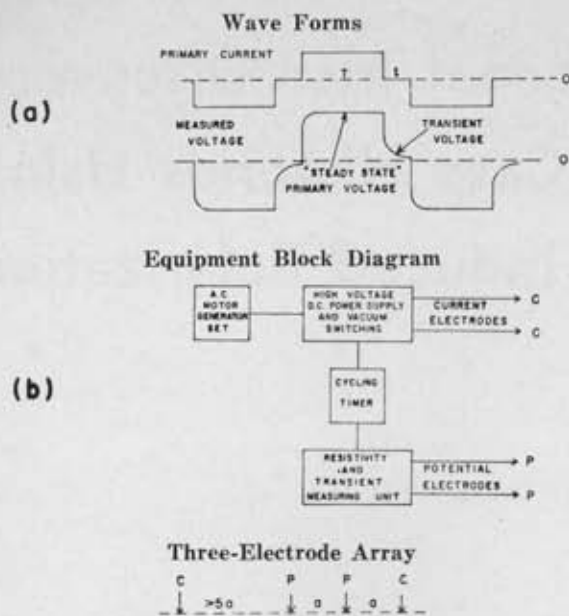 Wave Forms
PRIMARY CURRENT
T
t
O
(a)
MEASURED
VOLTAGE
TRANSIENT
VOLTAGE
O
"STEADY STATE"
PRIMARY VOLTAGE
Equipment Block Diagram
A.C.
MOTOR
GENERATOR
SET
HIGH VOLTAGE
D.C. POWER SUPPLY
AND VACUUM
SWITCHING
C
CURRENT
ELECTRODES
C
(b)
CYCLING
TIMER
RESISTIVITY
AND
TRANSIENT
MEASURING UNIT
P
POTENTIAL
ELECTRODES
P
Three-Electrode Array
C P P C
>5a a a